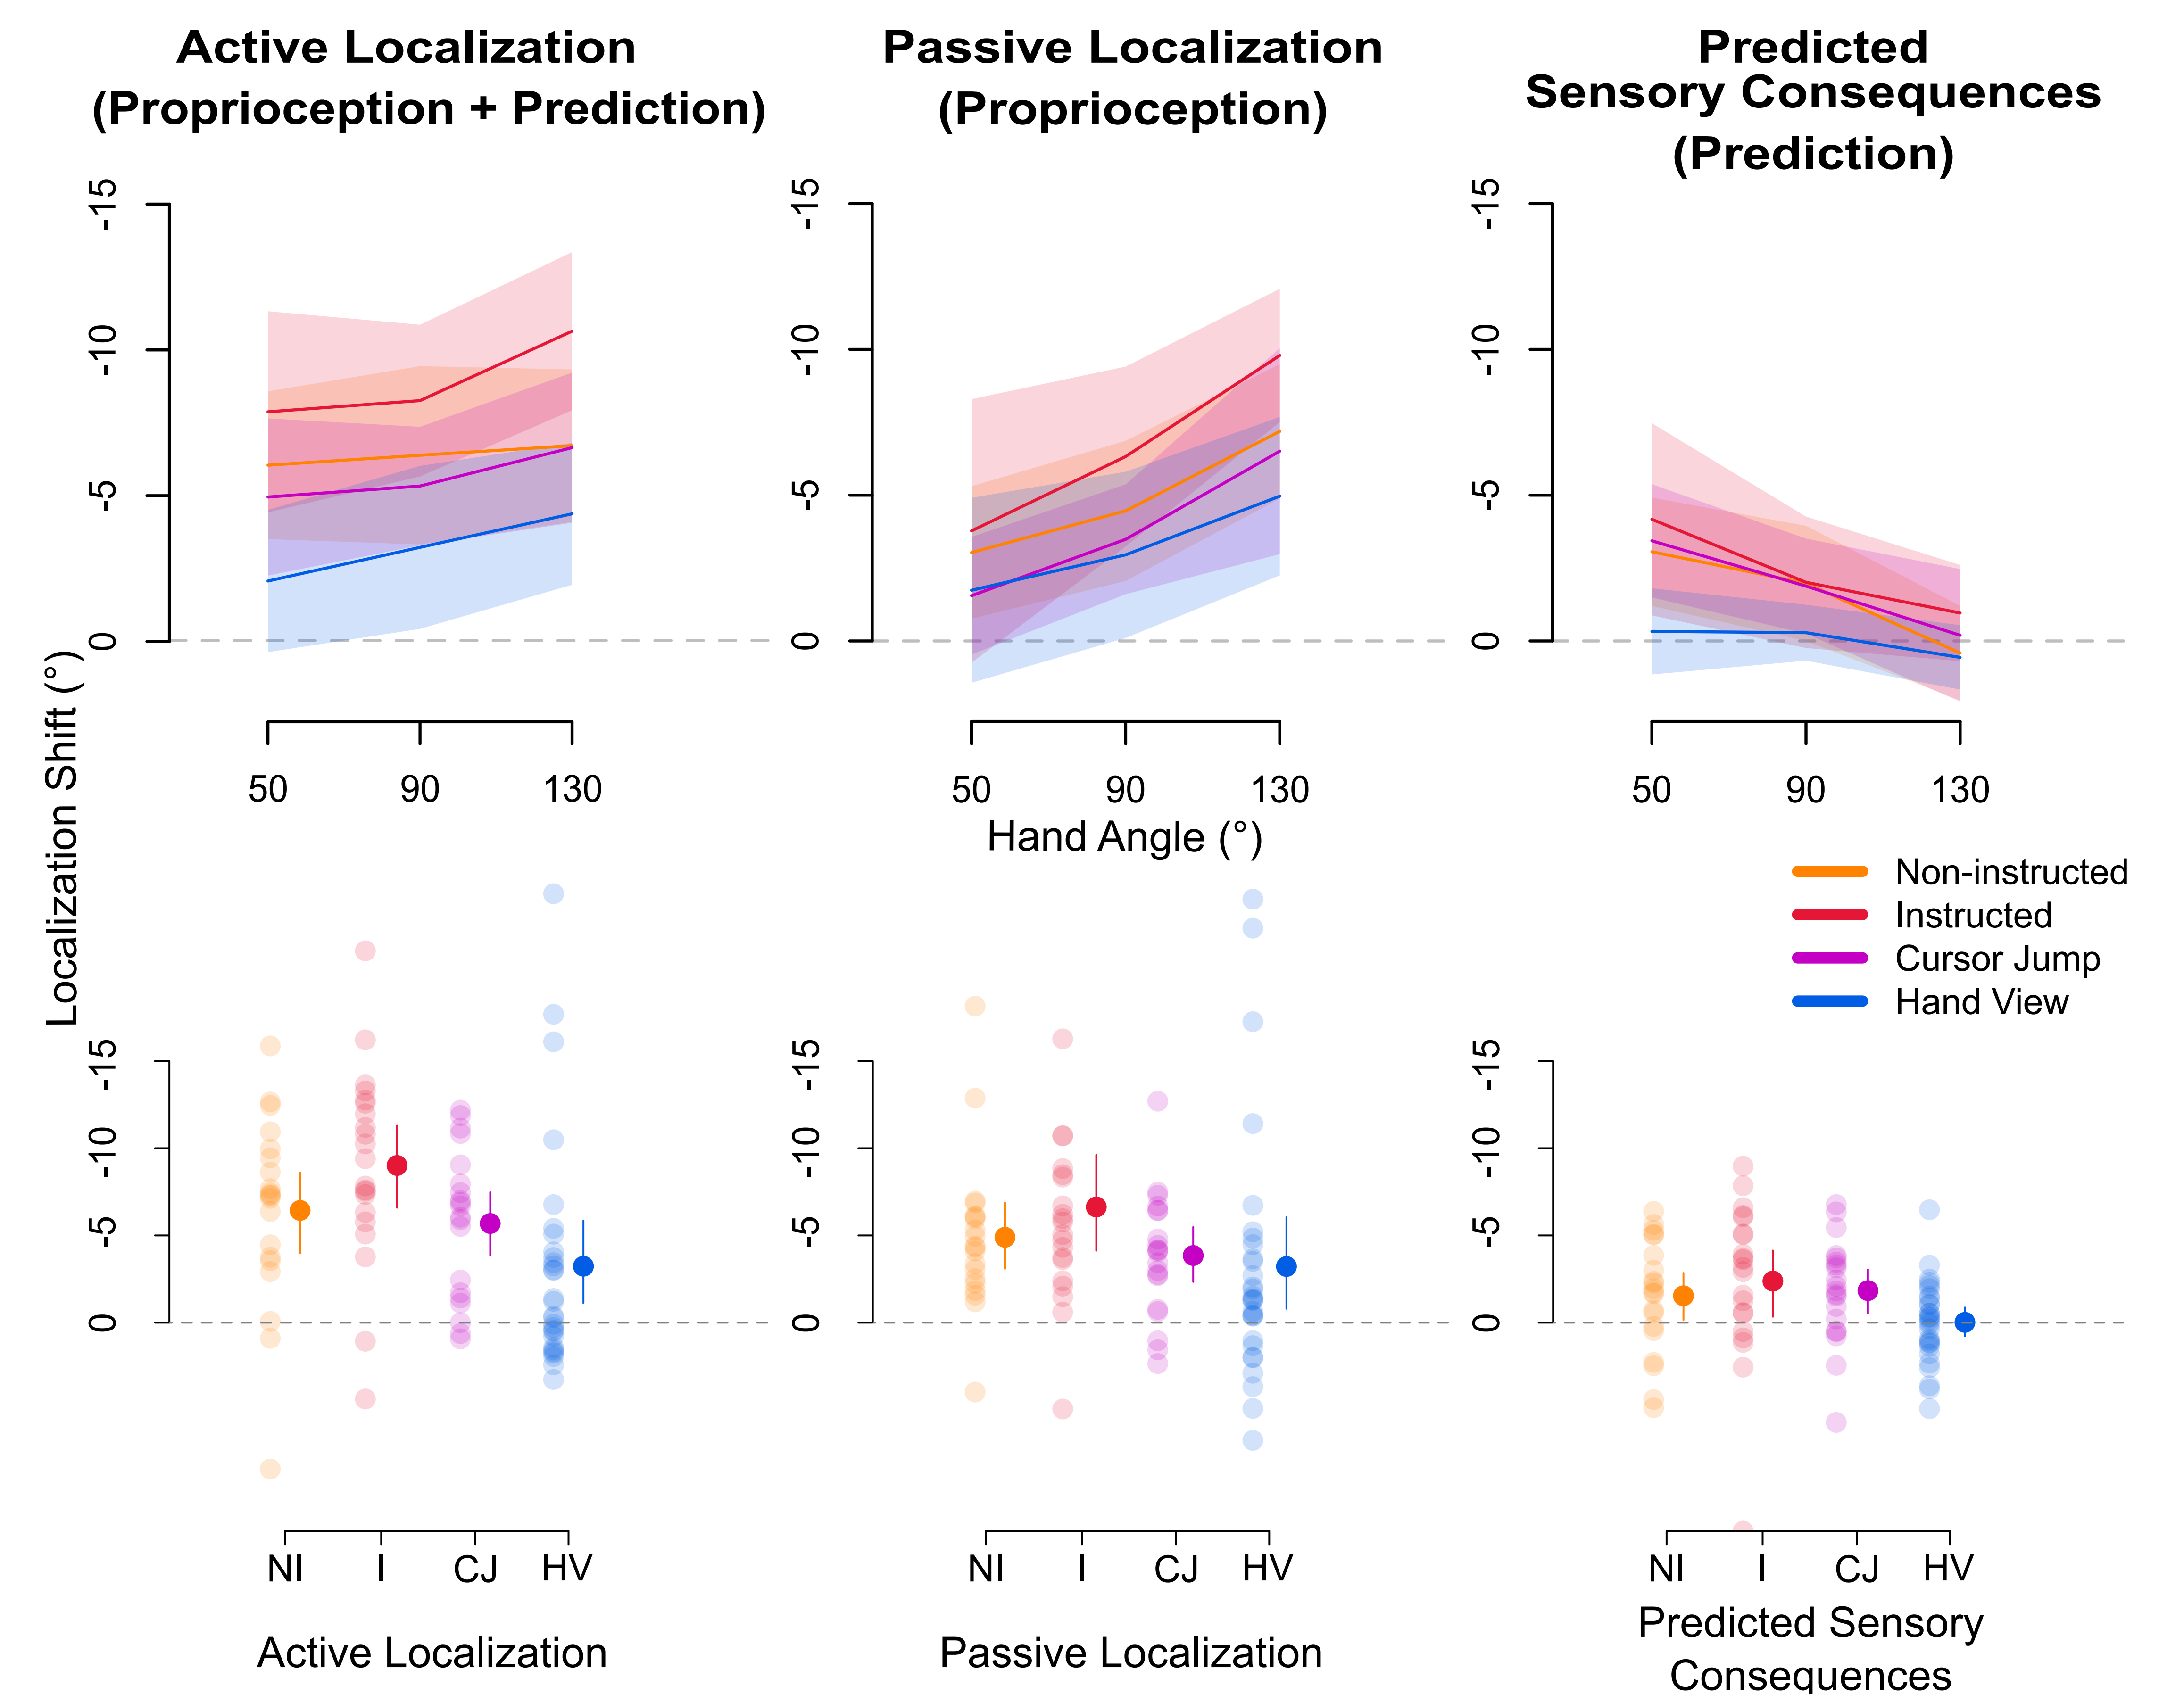 Active Localization
(Proprioception + Prediction)
Passive Localization
(Proprioception)
Predicted
Sensory Consequences
(Prediction)
Localization Shift (°)
-15
-10
-5
0
50 90 130
-15
-10
-5
0
50 90 130
Hand Angle (°)
-15
-10
-5
0
50 90 130
Non-instructed
Instructed
Cursor Jump
Hand View
-15
-10
-5
0
NI I CJ HV
Active Localization
-15
-10
-5
0
NI I CJ HV
Passive Localization
-15
-10
-5
0
NI I CJ HV
Predicted Sensory
Consequences